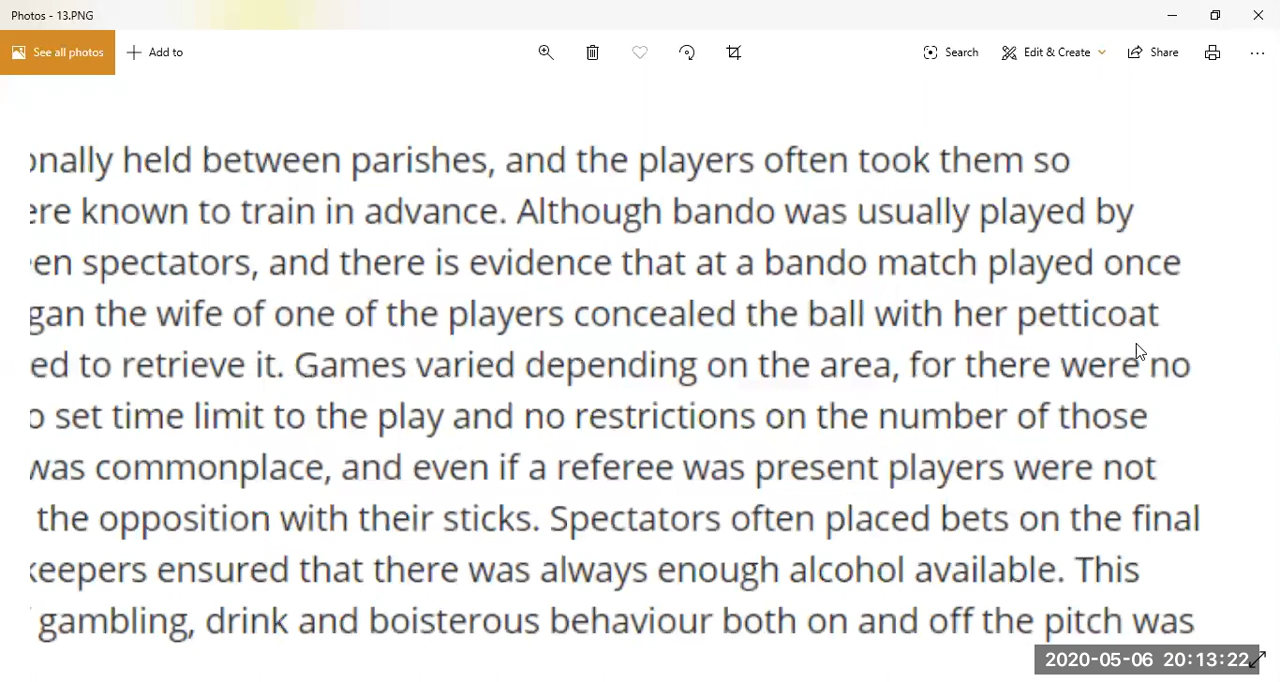 Photos - 13.PNG
See all photos
Add to
Search
Edit & Create
Share
onally held between parishes, and the players often took them so
ere known to train in advance. Although bando was usually played by
en spectators, and there is evidence that at a bando match played once
gan the wife of one of the players concealed the ball with her petticoat
ed to retrieve it. Games varied depending on the area, for there were no
o set time limit to the play and no restrictions on the number of those
was commonplace, and even if a referee was present players were not
the opposition with their sticks. Spectators often placed bets on the final
keepers ensured that there was always enough alcohol available. This
gambling, drink and boisterous behaviour both on and off the pitch was
2020-05-06 20:13:22